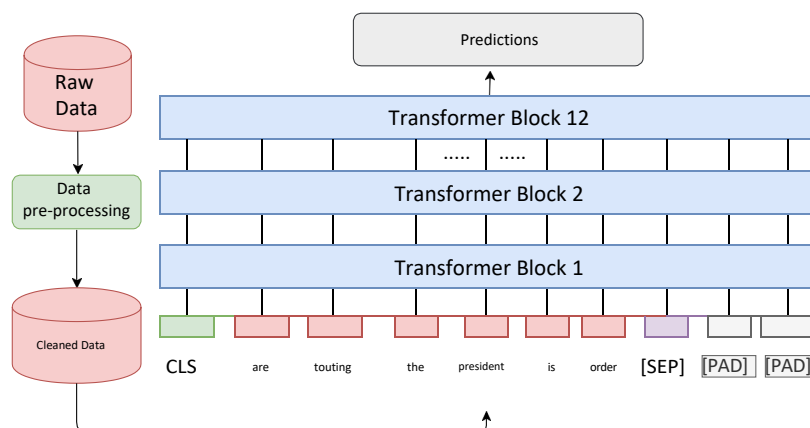 Predictions
Raw
Data
Transformer Block 12
..... .....
Data
pre-processing
Transformer Block 2
Transformer Block 1
Cleaned Data
CLS are touting the president is order [SEP] [PAD] [PAD]